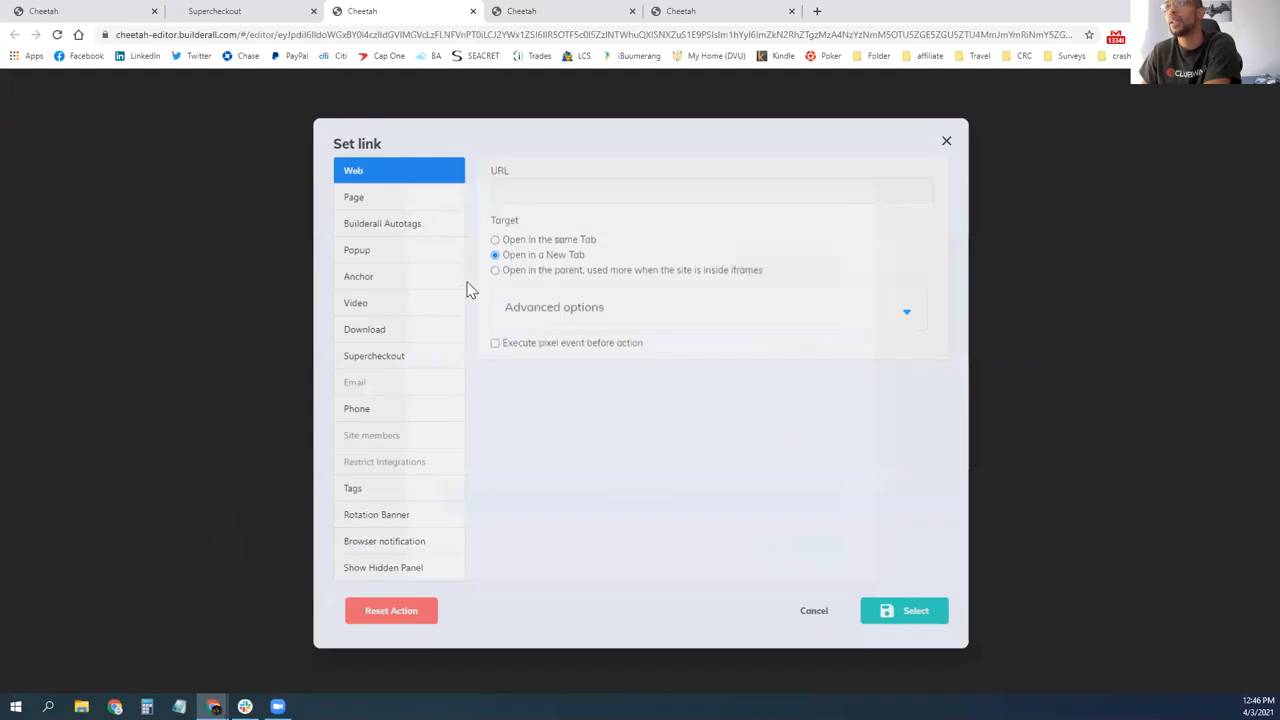 Cheetah
Supercheckout
Cheetah
Cheetah
Cheetah
Apps
Facebook
LinkedIn
Twitter
Chase
PayPal
Citi
Cap One
BA
SEACRET
Trades
LCS
iBuumerang
My Home (DVU)
Kindle
Poker
Folder
affiliate
Travel
CRC
Surveys
crash
Set link
Web
Page
Builderall Autotags
Popup
Anchor
Video
Download
Supercheckout
Email
Phone
Site members
Restrict Integrations
Tags
Rotation Banner
Browser notification
Show Hidden Panel
URL
Target
Open in the same Tab
Open in a New Tab
Open in the parent, used more when the site is inside iframes
Advanced options
Execute pixel event before action
Reset Action
Cancel
Select
12:46 PM
4/3/2021